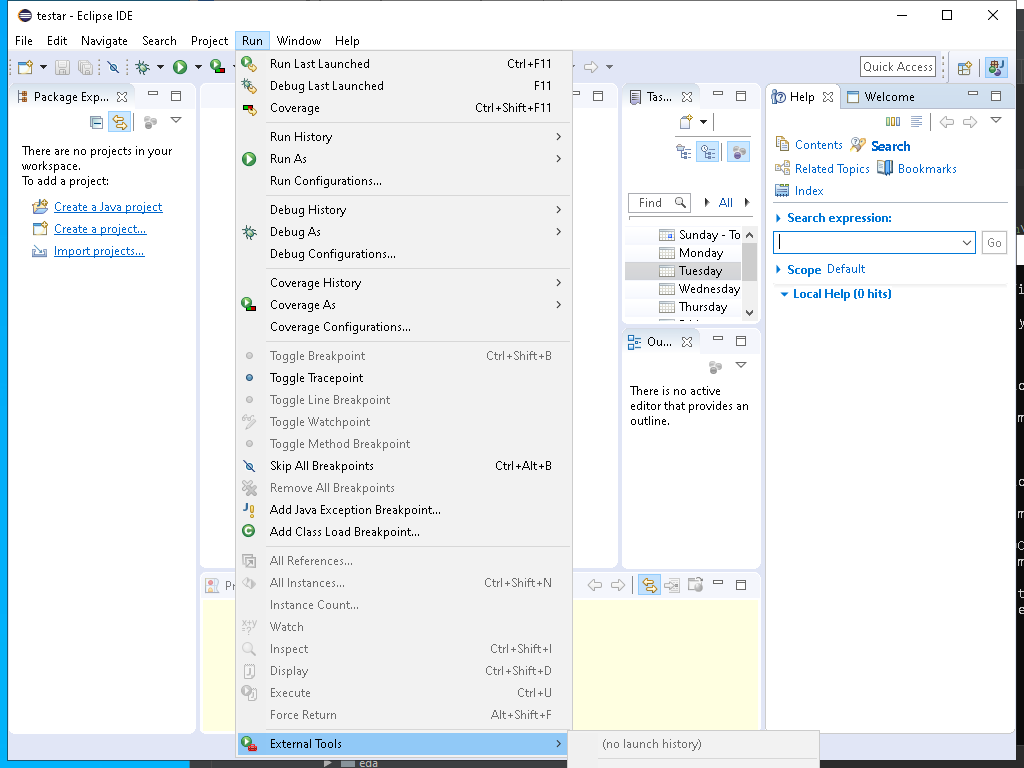 testar - Eclipse IDE
File Edit Navigate Search Project Run Window Help
Quick Access
Package Exp...
There are no projects in your
workspace.
To add a project:
Create a Java project
Create a project...
Import projects...
Run Last Launched Ctrl+F11
Debug Last Launched F11
Coverage Ctrl+Shift+F11
Run History
Run As
Run Configurations...
Debug History
Debug As
Debug Configurations...
Coverage History
Coverage As
Coverage Configurations...
Toggle Breakpoint Ctrl+Shift+B
Toggle Tracepoint
Toggle Line Breakpoint
Toggle Watchpoint
Toggle Method Breakpoint
Skip All Breakpoints Ctrl+Alt+B
Remove All Breakpoints
Add Java Exception Breakpoint...
Add Class Load Breakpoint...
All References...
All Instances... Ctrl+Shift+N
Instance Count...
Watch
Inspect Ctrl+Shift+I
Display Ctrl+Shift+D
Execute Ctrl+U
Force Return Alt+Shift+F
External Tools
(no launch history)
Pr
Tas...
Find All
Sunday - To
Monday
Tuesday
Wednesday
Thursday
Ou...
There is no active
editor that provides an
outline.
Help Welcome
Contents Search
Related Topics Bookmarks
Index
Search expression:
Go
Scope Default
Local Help (0 hits)
eda